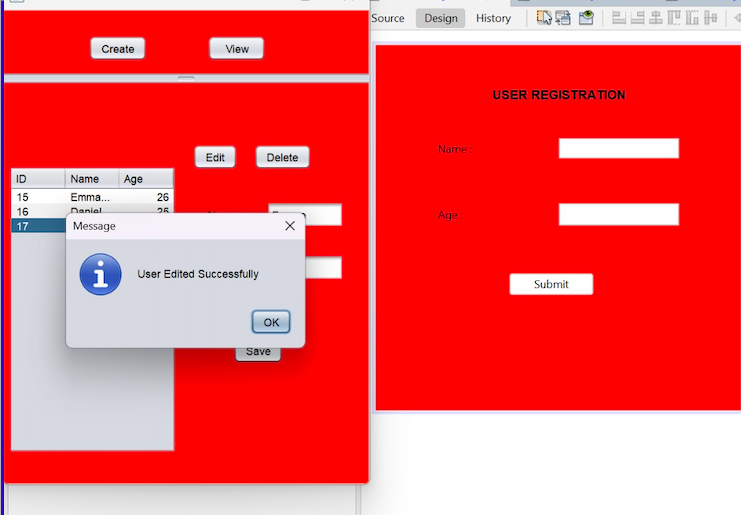 Source Design History
Create View
USER REGISTRATION
Edit Delete
Name :
Age :
ID Name Age
15 Emma... 26
16 Daniel 25
17
Message
User Edited Successfully
OK
Save
Submit